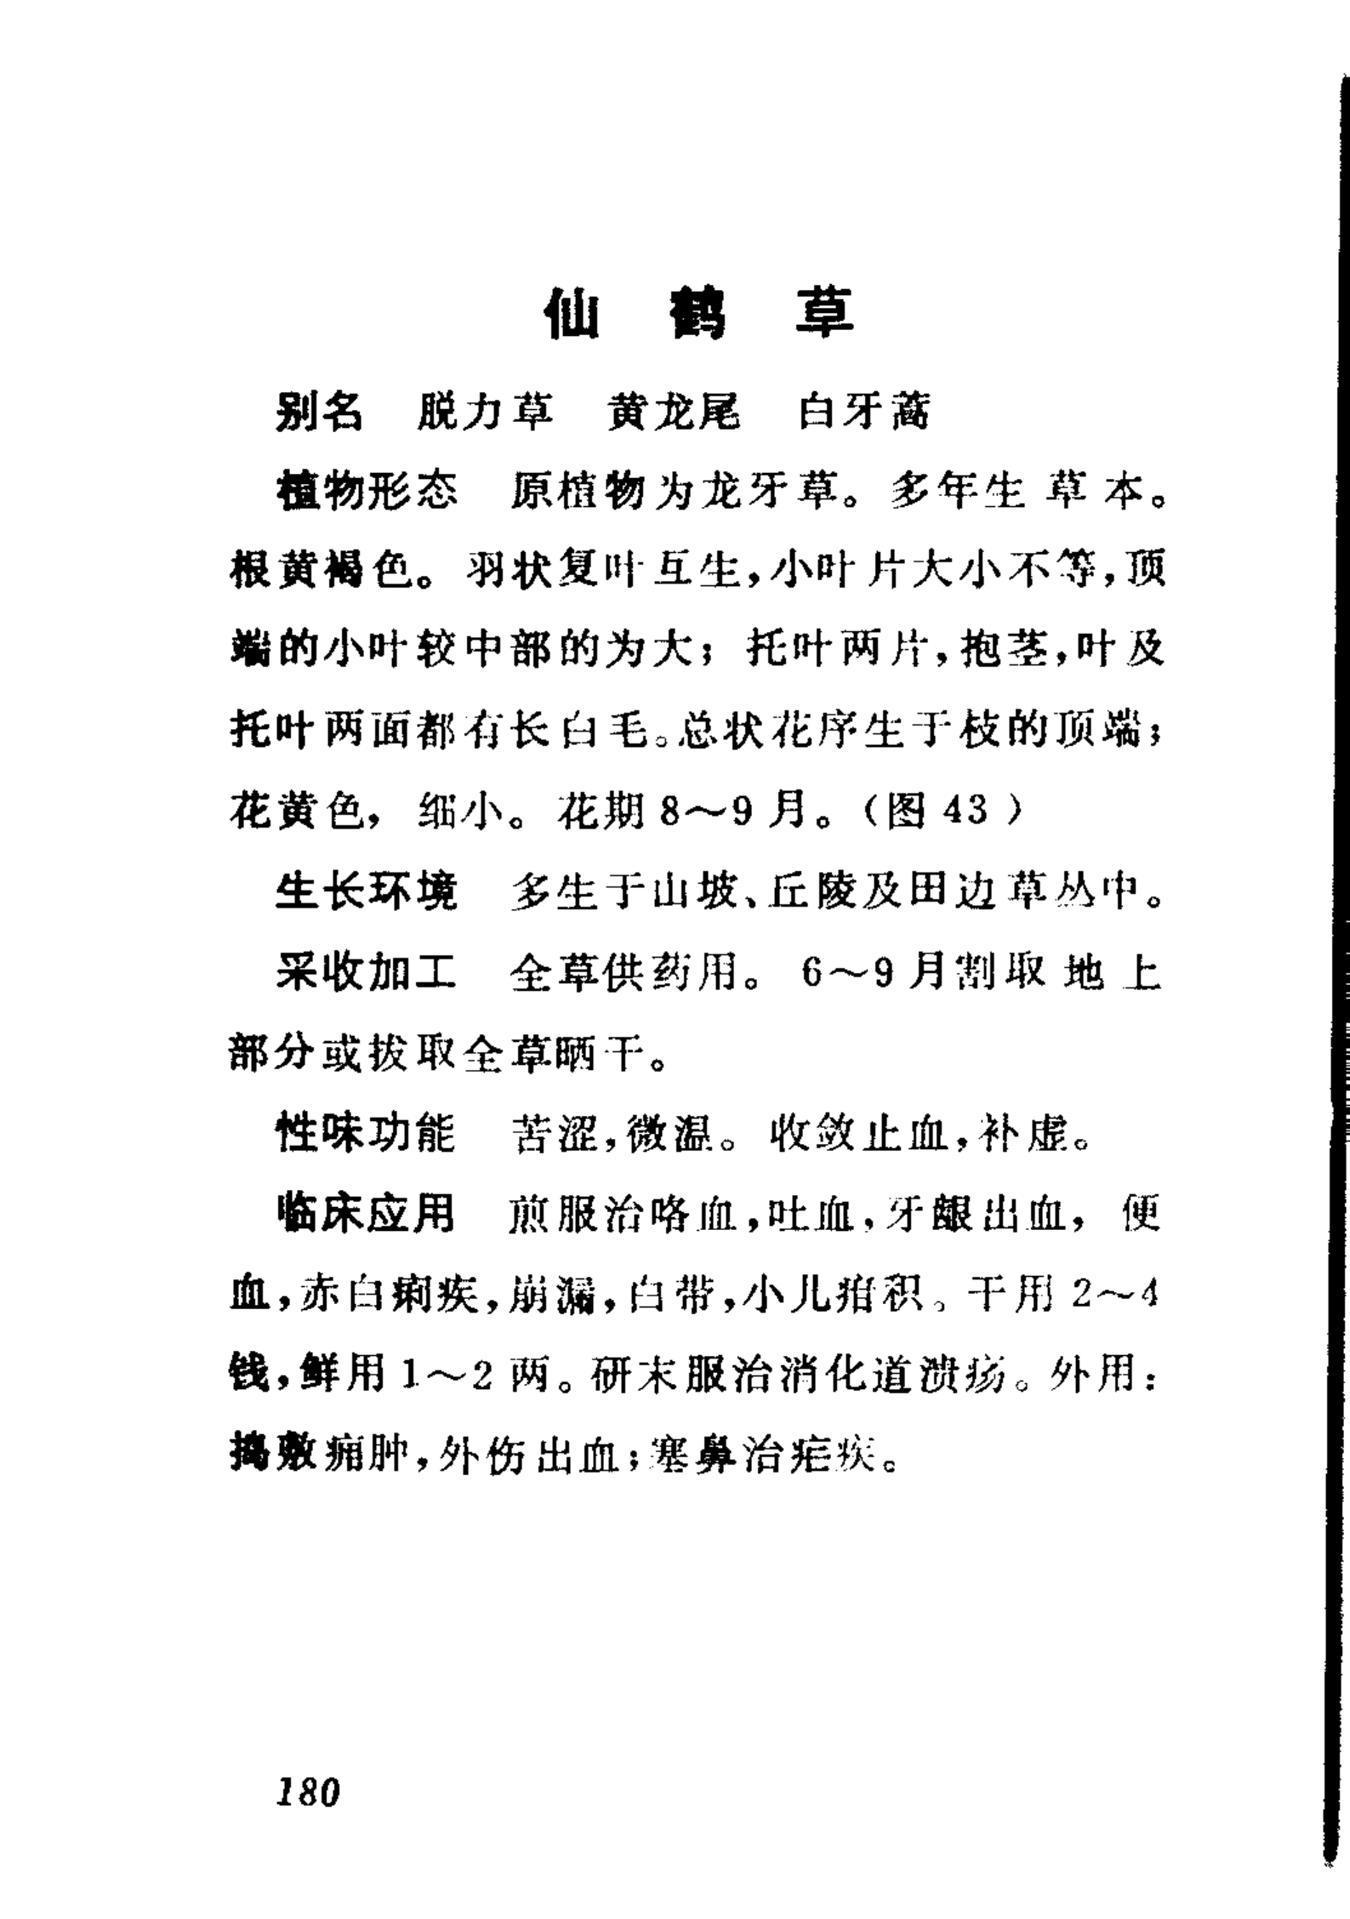 仙鹤草
别名 脱力草 黄龙尾 白牙蒿
植物形态 原植物为龙牙草。多年生草本。
根黄褐色。羽状复叶互生，小叶片大小不等，顶
端的小叶较中部的为大；托叶两片，抱茎，叶及
托叶两面都有长白毛。总状花序生于枝的顶端；
花黄色，细小。花期8～9月。（图43）
生长环境 多生于山坡、丘陵及田边草丛中。
采收加工 全草供药用。6～9月割取地上
部分或拔取全草晒干。
性味功能 苦涩，微温。收敛止血，补虚。
临床应用 煎服治咯血，吐血，牙龈出血，便
血，赤白痢疾，崩漏，白带，小儿疳积。干用2～4
钱，鲜用1～2两。研末服治消化道溃疡。外用：
捣敷痈肿，外伤出血；塞鼻治疟疾。
180